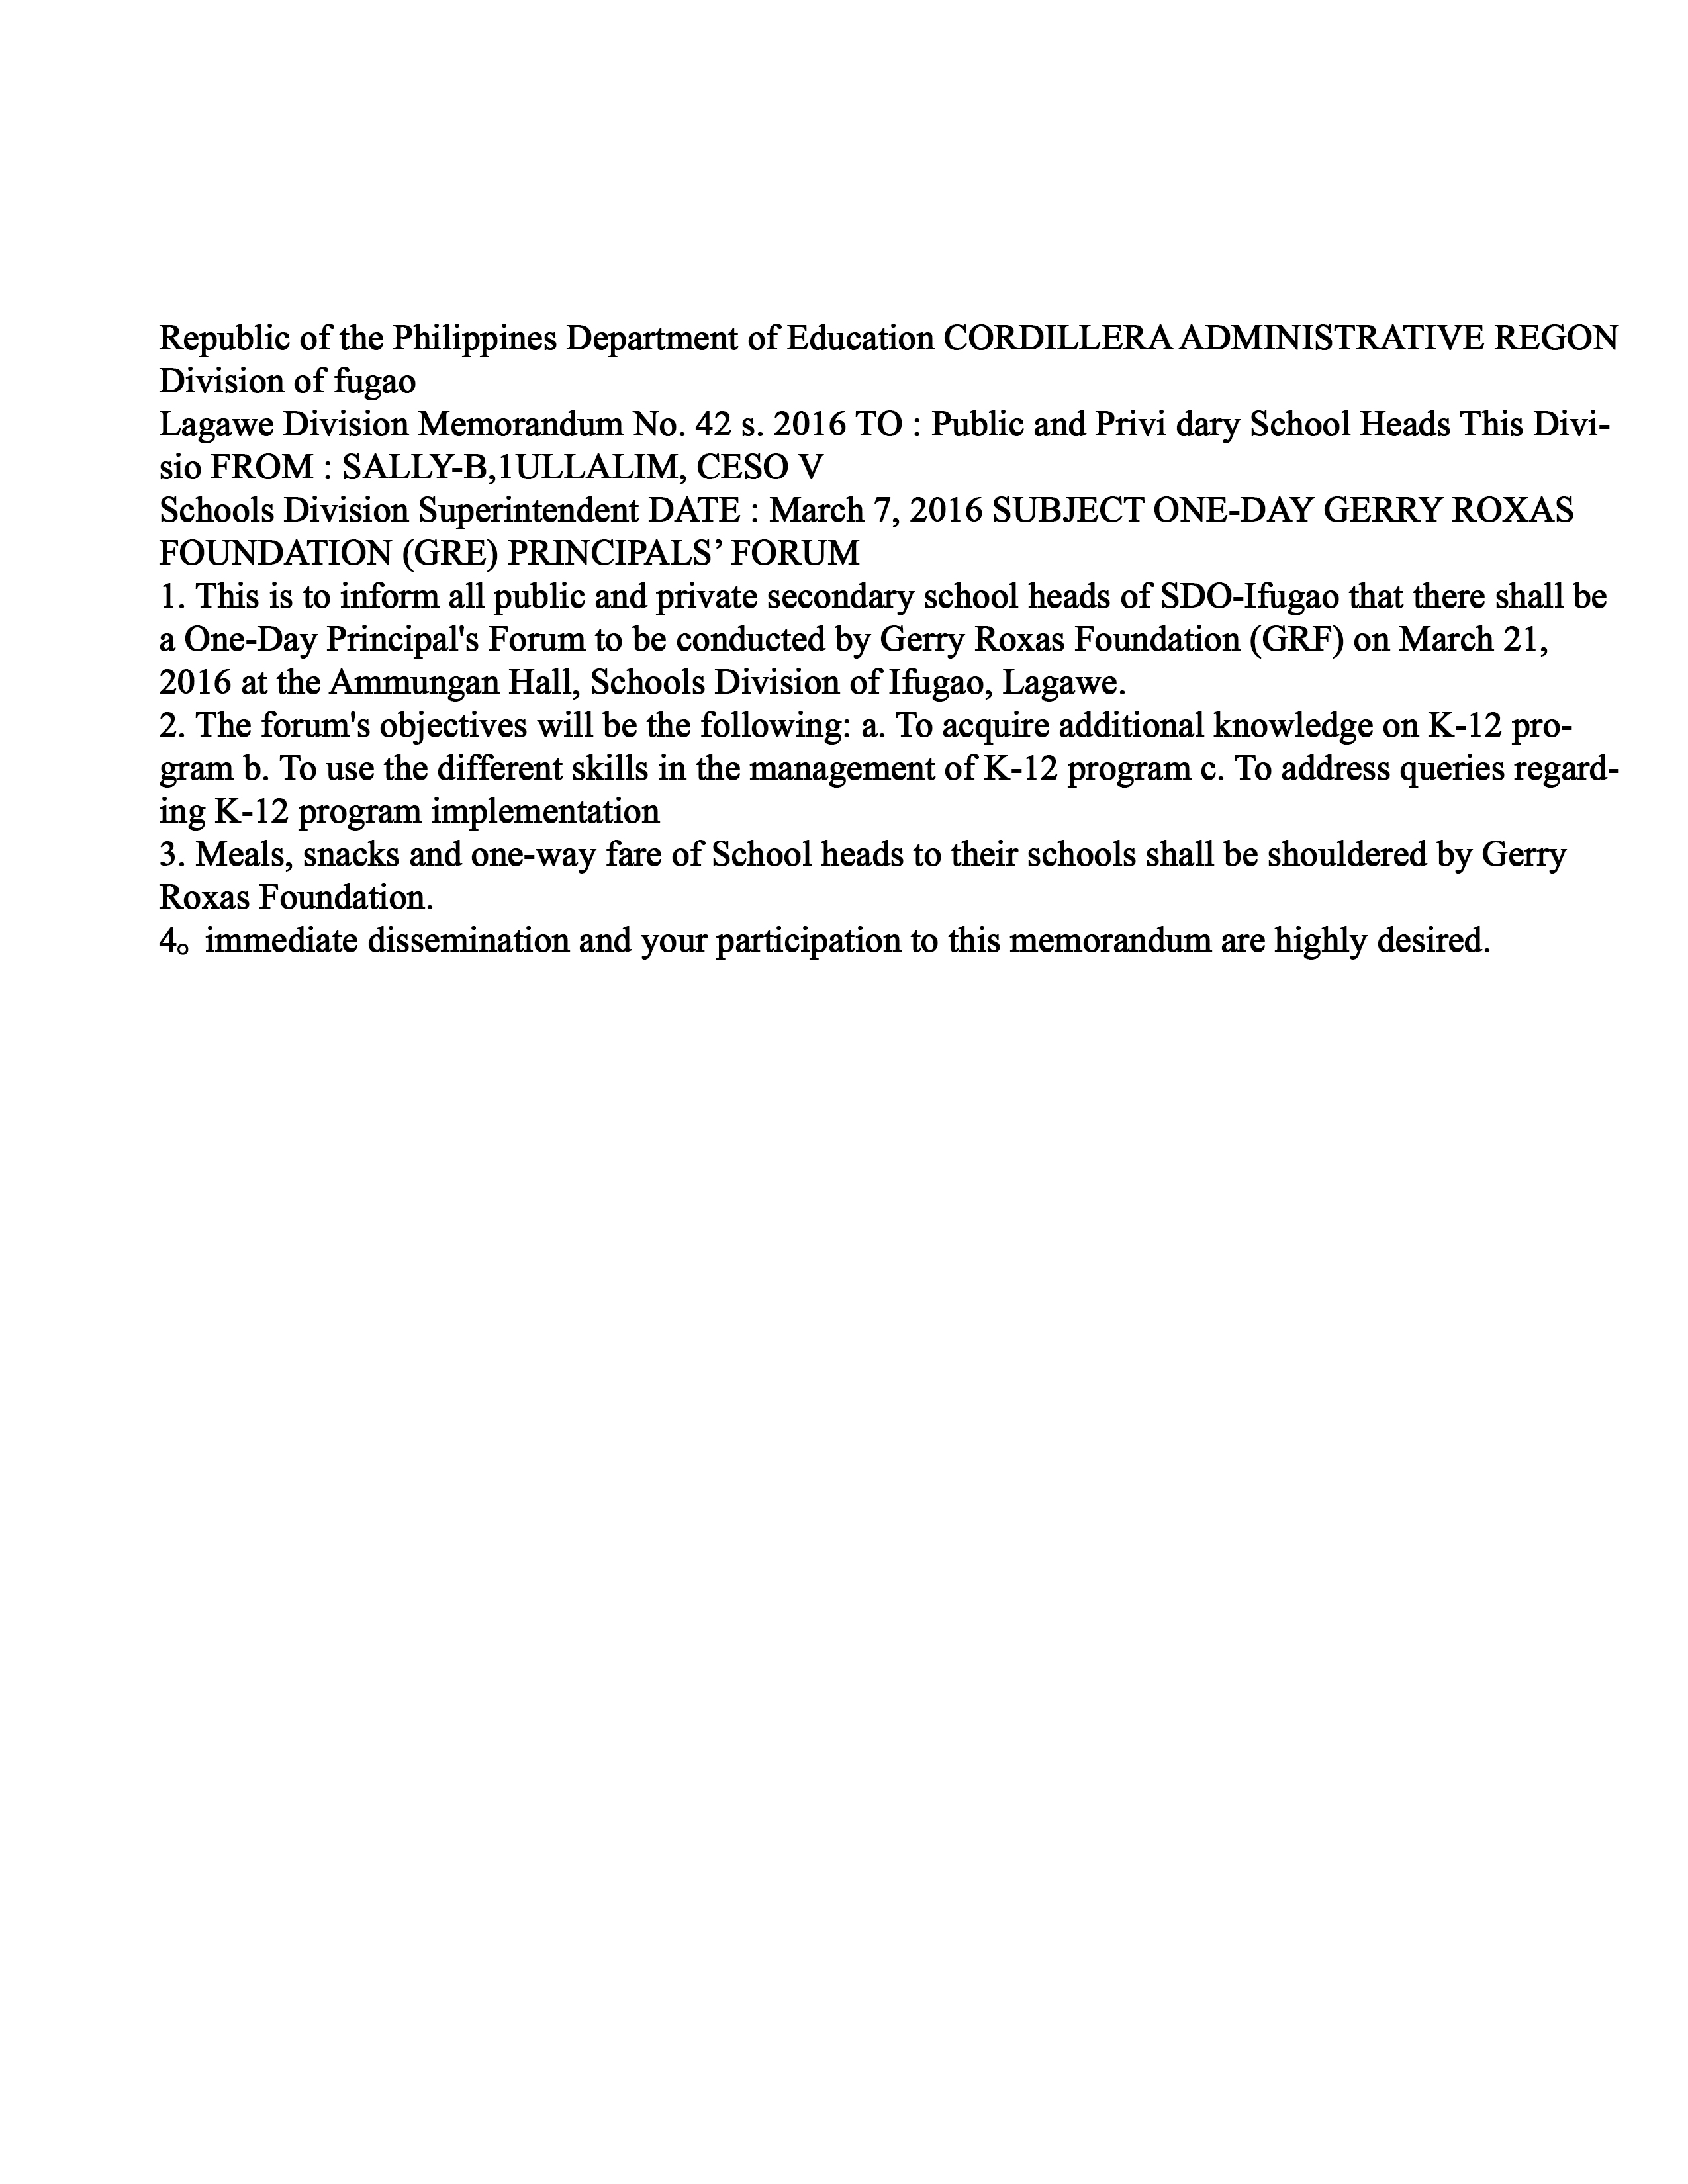 Republic of the Philippines Department of Education CORDILLERA ADMINISTRATIVE REGON
Division of fugao
Lagawe Division Memorandum No. 42 s. 2016 TO : Public and Privi dary School Heads This Divi-
sio FROM : SALLY-B,1ULLALIM, CESO V
Schools Division Superintendent DATE : March 7, 2016 SUBJECT ONE-DAY GERRY ROXAS
FOUNDATION (GRE) PRINCIPALS’ FORUM
1. This is to inform all public and private secondary school heads of SDO-Ifugao that there shall be
a One-Day Principal's Forum to be conducted by Gerry Roxas Foundation (GRF) on March 21,
2016 at the Ammungan Hall, Schools Division of Ifugao, Lagawe.
2. The forum's objectives will be the following: a. To acquire additional knowledge on K-12 pro-
gram b. To use the different skills in the management of K-12 program c. To address queries regard-
ing K-12 program implementation
3. Meals, snacks and one-way fare of School heads to their schools shall be shouldered by Gerry
Roxas Foundation.
4。immediate dissemination and your participation to this memorandum are highly desired.